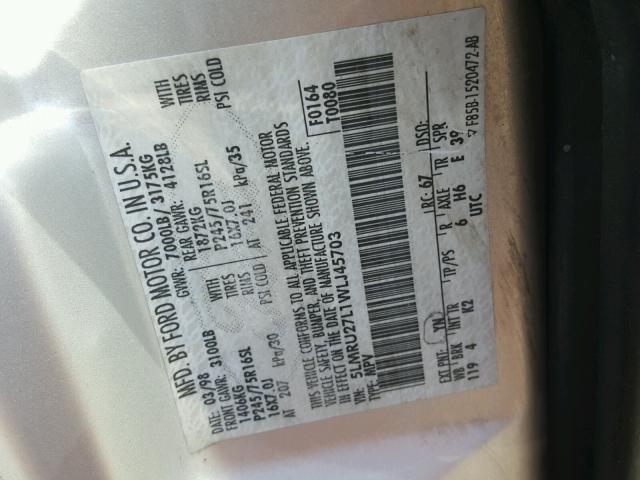 MFD. BY FORD MOTOR CO. IN U.S.A.
DATE: 03/98 GVWR: 7000LB/ 3175KG
FRONT GAWR: 3100LB REAR GAWR: 4128LB WITH
1406KG 1872KG TIRES
P245/75R16SL P245/75R16SL RIMS
16X7.0J 16X7.0J PSI COLD
WITH
TIRES
RIMS
PSI COLD
AT 207 kPa/30 AT 241 kPa/35
THIS VEHICLE CONFORMS TO ALL APPLICABLE FEDERAL MOTOR
VEHICLE SAFETY, BUMPER, AND THEFT PREVENTION STANDARDS
IN EFFECT ON THE DATE OF MANUFACTURE SHOWN ABOVE.
VIN: 5LMRU27L1WLJ45703 F0164
TYPE: MPV T0080
EXT PNT: YN RC: 67 DSO:
WB BRK INT TR TP/PS R AXLE TR SPR
119 4 K2 6 H6 E 39
UTC
F85B-1520472-AB